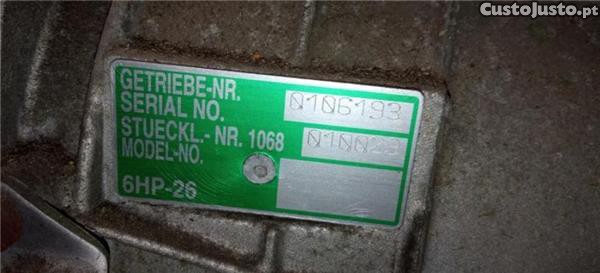 CustoJusto.pt
GETRIEBE-NR.
SERIAL NO. 0106193
STUECKL.- NR. 1068
MODEL-NO.
6HP-26